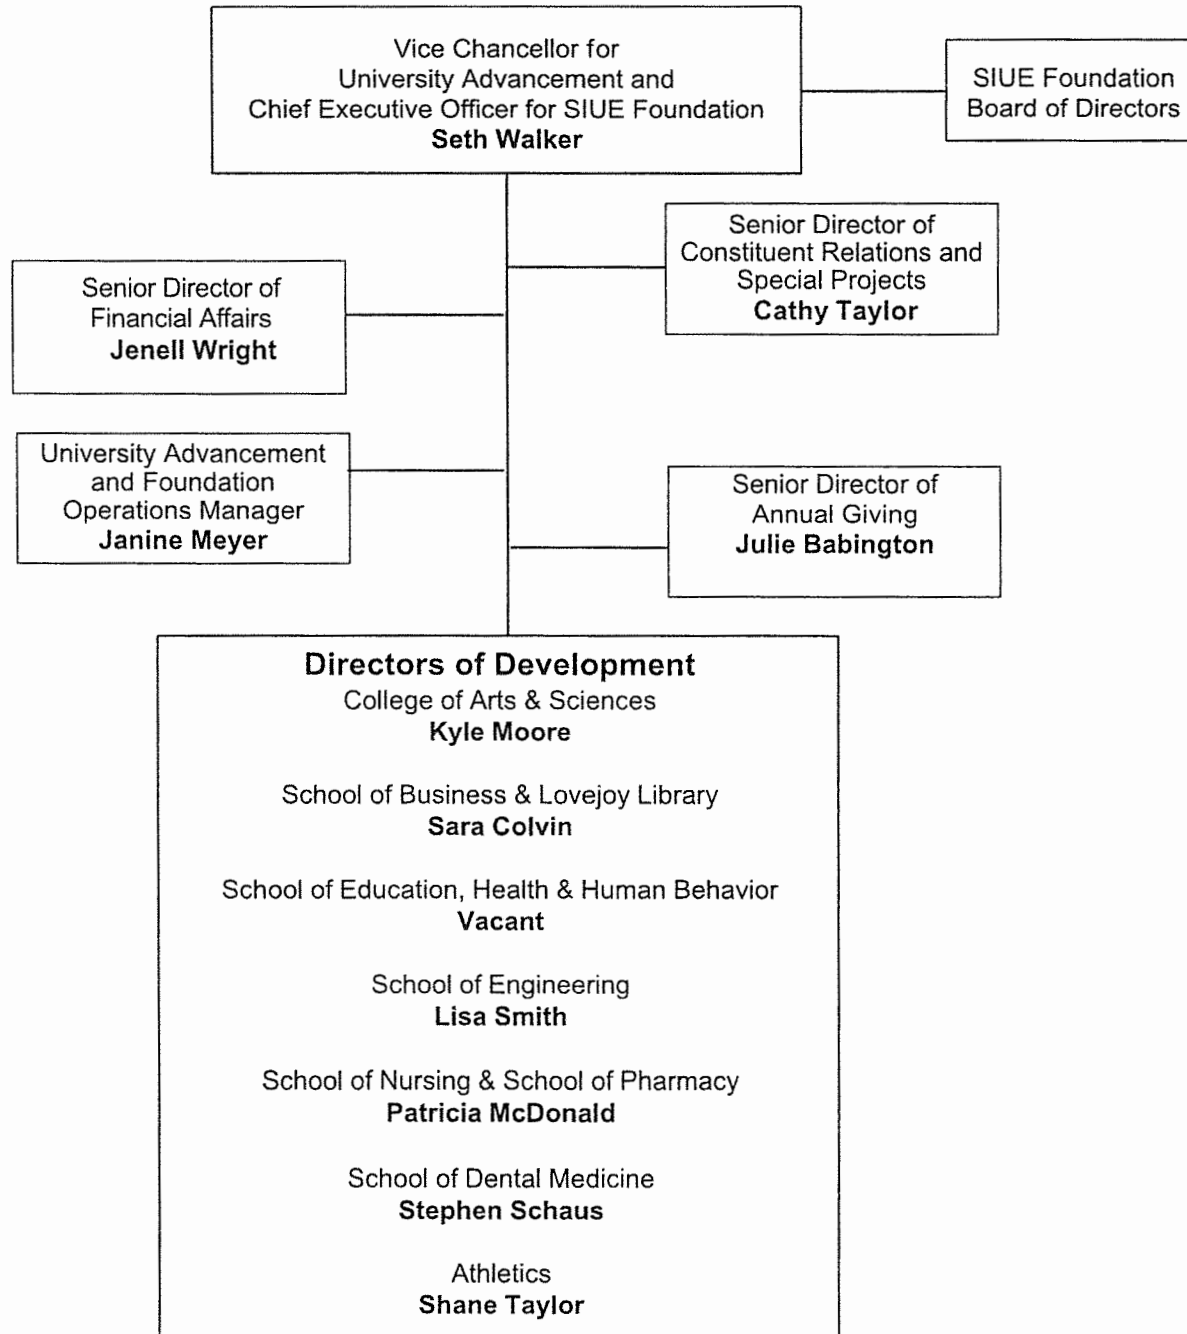 Vice Chancellor for
University Advancement and
Chief Executive Officer for SIUE Foundation
Seth Walker
SIUE Foundation
Board of Directors
Senior Director of
Constituent Relations and
Special Projects
Cathy Taylor
Senior Director of
Financial Affairs
Jenell Wright
University Advancement
and Foundation
Operations Manager
Janine Meyer
Senior Director of
Annual Giving
Julie Babington
Directors of Development
College of Arts & Sciences
Kyle Moore
School of Business & Lovejoy Library
Sara Colvin
School of Education, Health & Human Behavior
Vacant
School of Engineering
Lisa Smith
School of Nursing & School of Pharmacy
Patricia McDonald
School of Dental Medicine
Stephen Schaus
Athletics
Shane Taylor